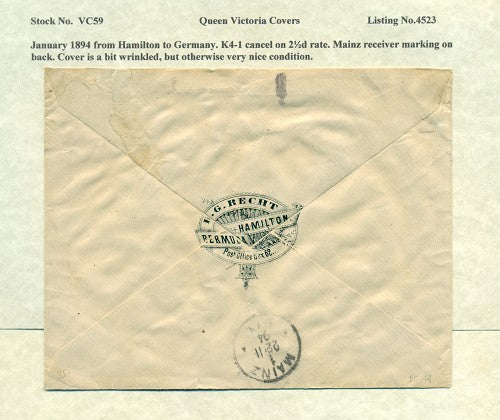 Stock No. VC59 Queen Victoria Covers Listing No.4523
January 1894 from Hamilton to Germany. K4-1 cancel on 2½d rate. Mainz receiver marking on
back. Cover is a bit wrinkled, but otherwise very nice condition.
G. RECHT
HAMILTON
BERMUDA
Post Office Box 62.
MAINZ
94